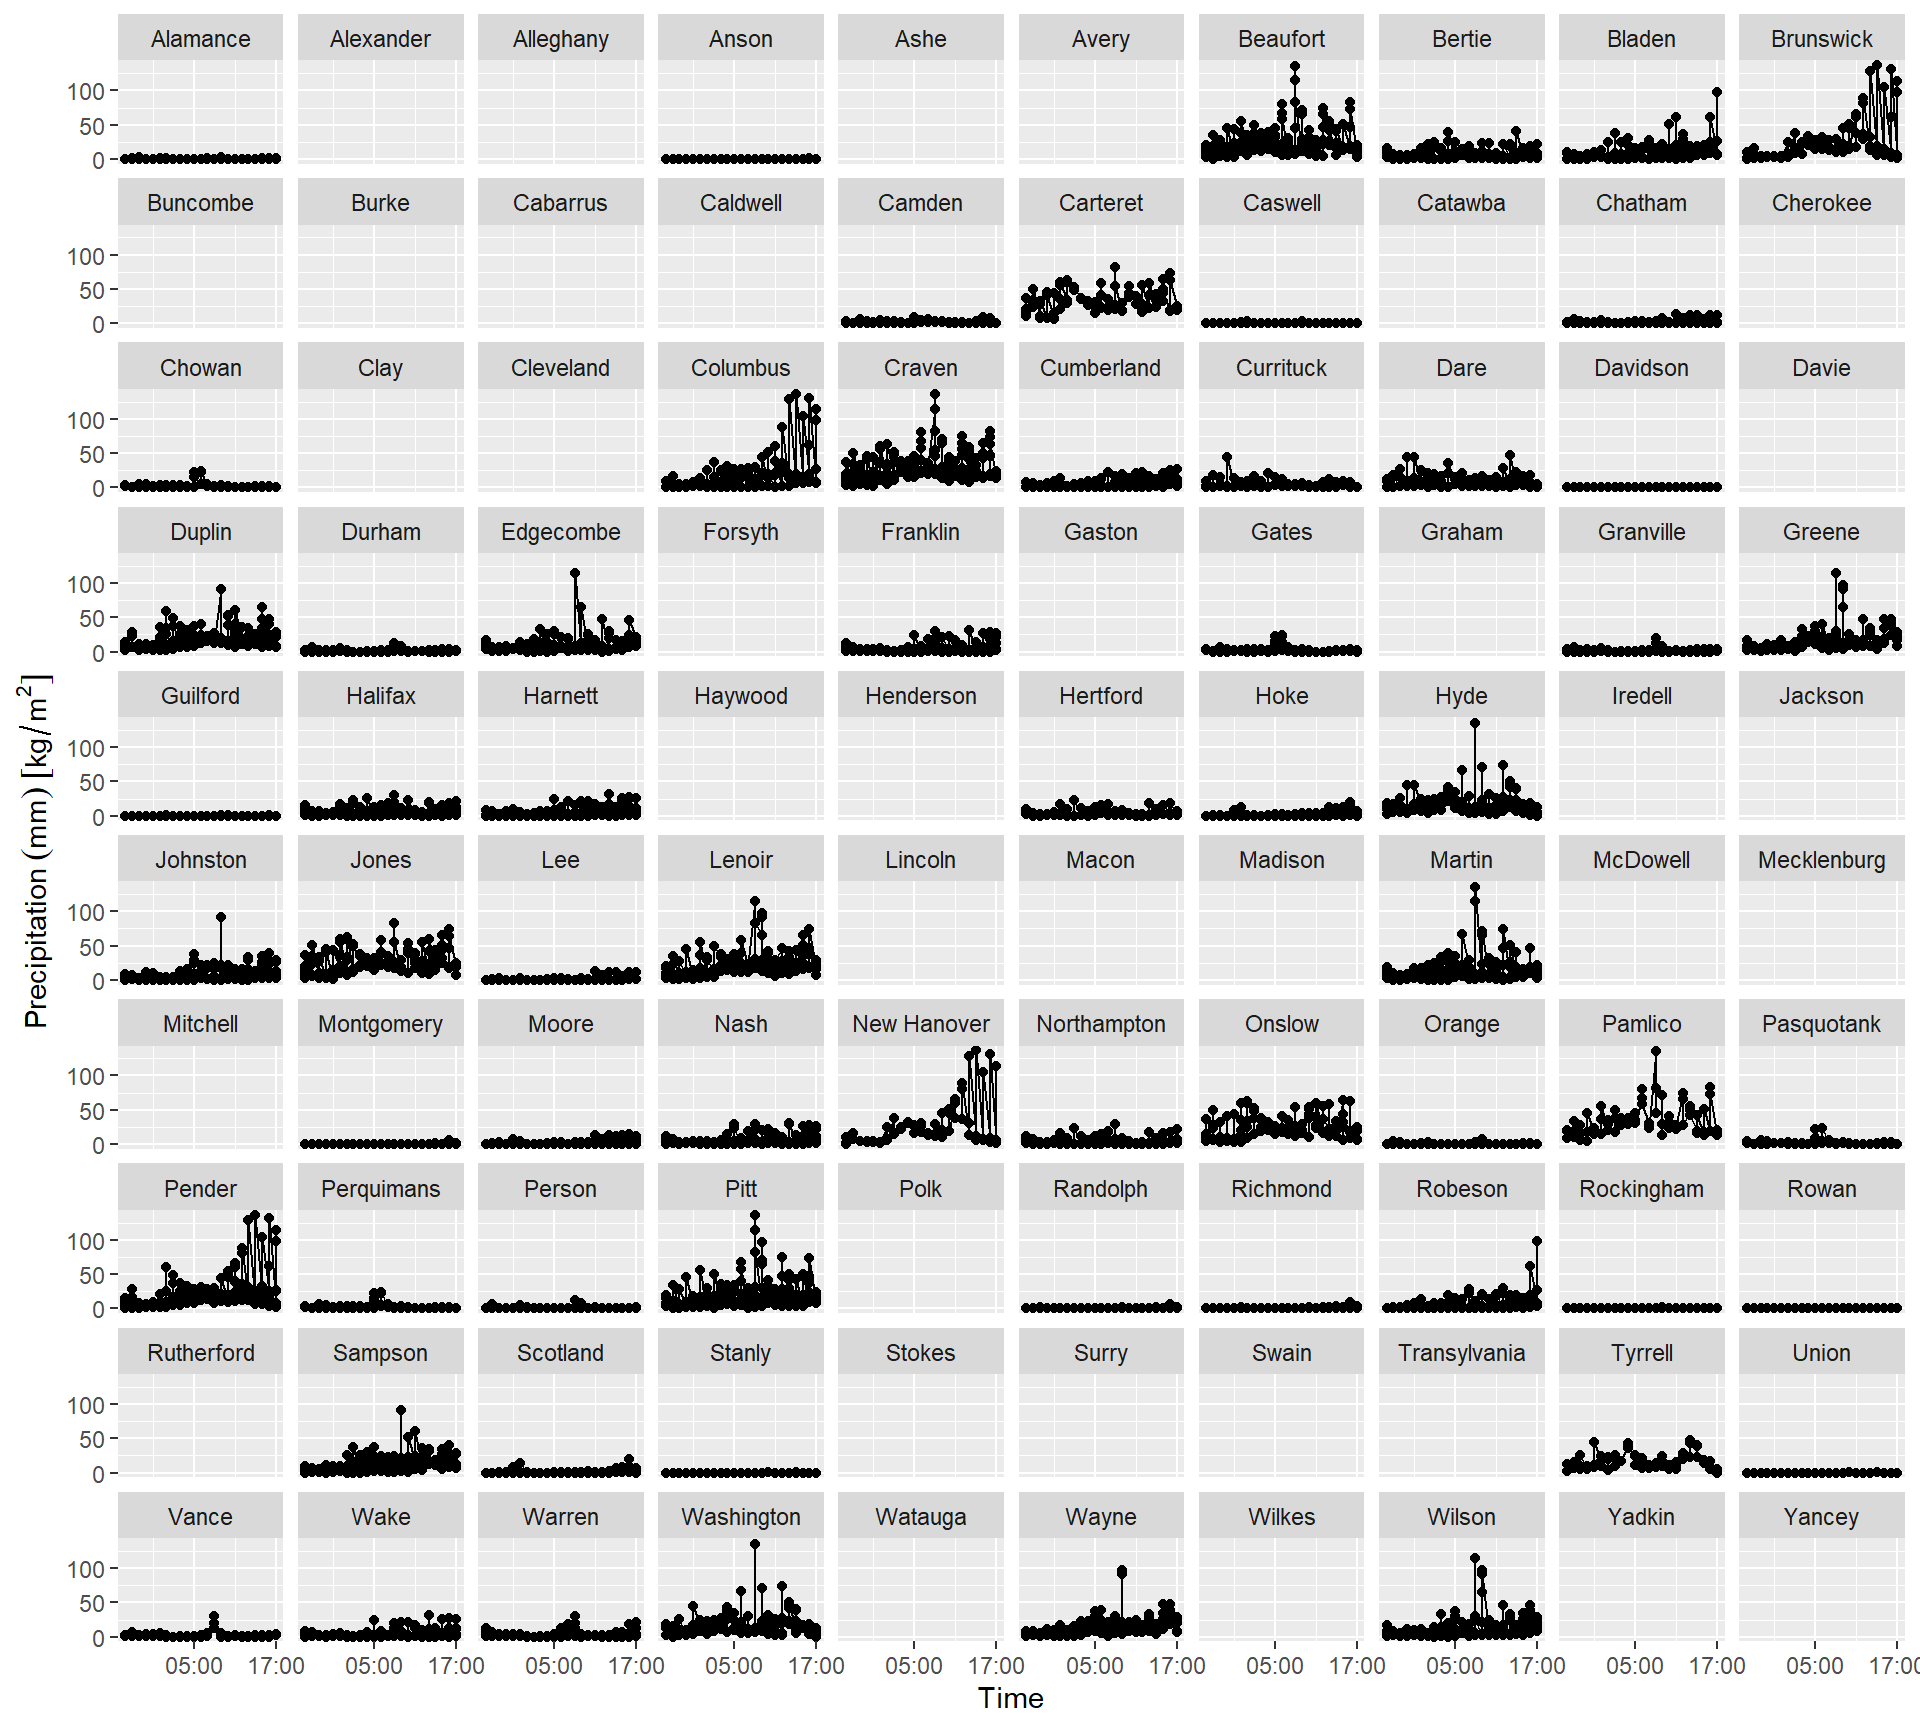 Alamance Alexander Alleghany Anson Ashe Avery Beaufort Bertie Bladen Brunswick
100
50
0
Buncombe Burke Cabarrus Caldwell Camden Carteret Caswell Catawba Chatham Cherokee
100
50
0
Chowan Clay Cleveland Columbus Craven Cumberland Currituck Dare Davidson Davie
100
50
0
Duplin Durham Edgecombe Forsyth Franklin Gaston Gates Graham Granville Greene
100
50
0
Guilford Halifax Harnett Haywood Henderson Hertford Hoke Hyde Iredell Jackson
100
50
0
Precipitation (mm) [kg/m²]
Johnston Jones Lee Lenoir Lincoln Macon Madison Martin McDowell Mecklenburg
100
50
0
Mitchell Montgomery Moore Nash New Hanover Northampton Onslow Orange Pamlico Pasquotank
100
50
0
Pender Perquimans Person Pitt Polk Randolph Richmond Robeson Rockingham Rowan
100
50
0
Rutherford Sampson Scotland Stanly Stokes Surry Swain Transylvania Tyrrell Union
100
50
0
Vance Wake Warren Washington Watauga Wayne Wilkes Wilson Yadkin Yancey
100
50
0
05:00 17:00 05:00 17:00 05:00 17:00 05:00 17:00 05:00 17:00 05:00 17:00 05:00 17:00 05:00 17:00 05:00 17:00 05:00 17:00
Time